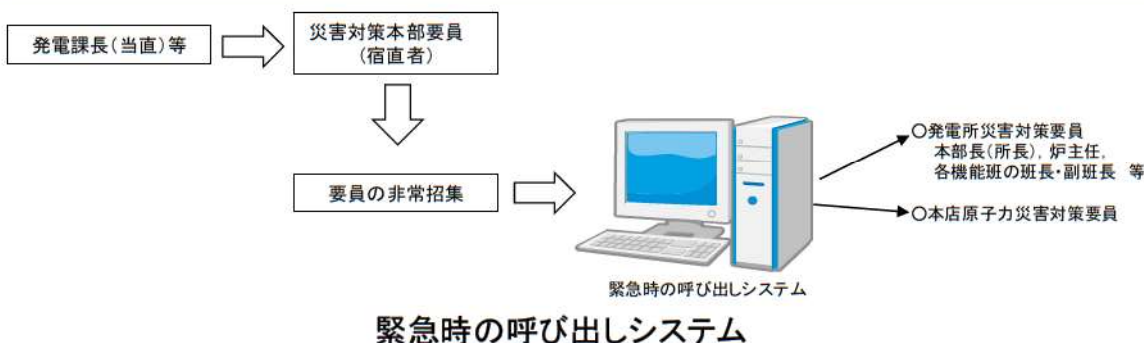 発電課長(当直)等
災害対策本部要員
(宿直者)
要員の非常招集
○発電所災害対策要員
本部長(所長),炉主任,
各機能班の班長・副班長 等
○本店原子力災害対策要員
緊急時の呼び出しシステム
緊急時の呼び出しシステム